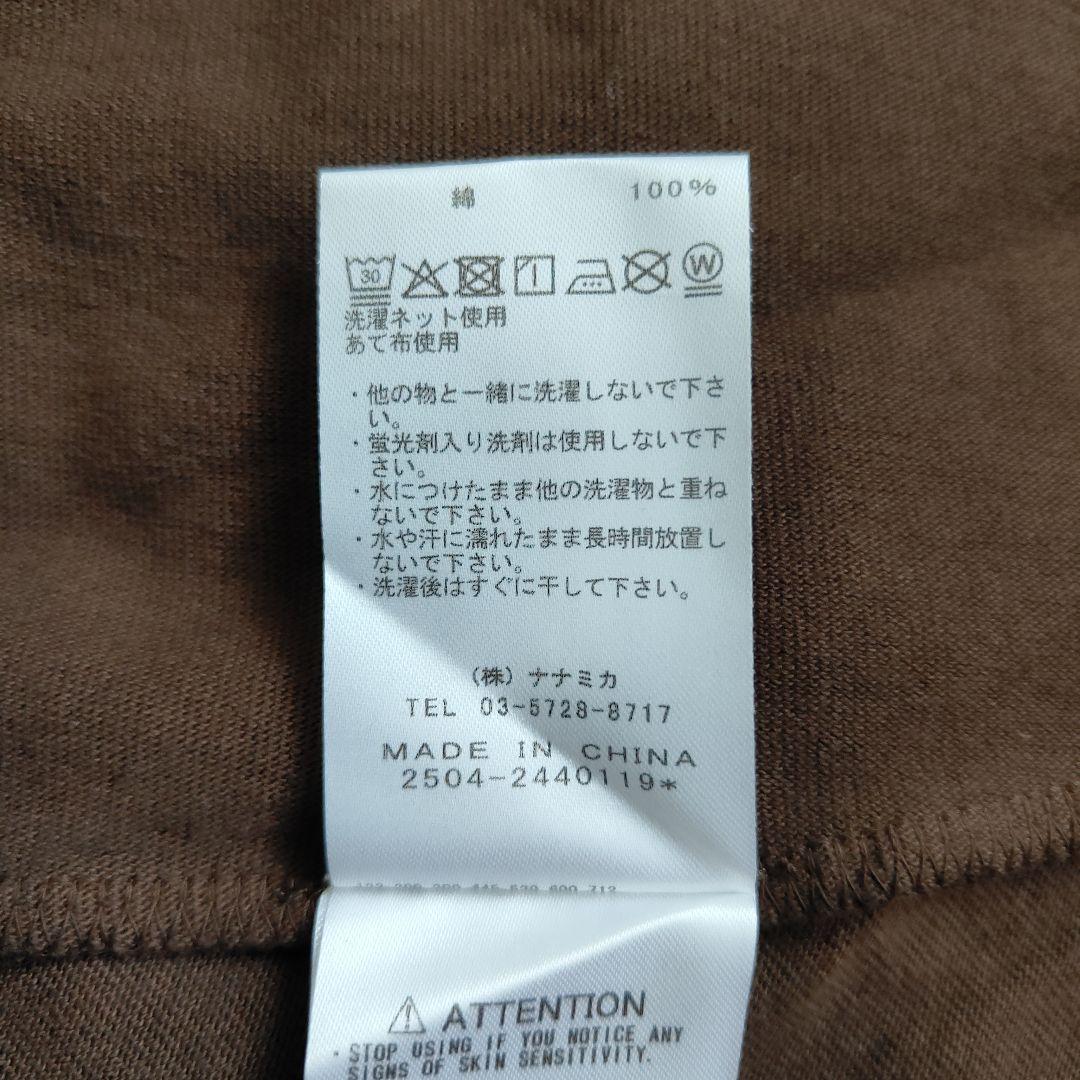 綿 100%
30 W
洗濯ネット使用
あて布使用
・他の物と一緒に洗濯しないで下さ
い。
・蛍光剤入り洗剤は使用しないで下
さい。
・水につけたまま他の洗濯物と重ね
ないで下さい。
・水や汗に濡れたまま長時間放置し
ないで下さい。
・洗濯後はすぐに干して下さい。
(株) ナナミカ
TEL 03-5728-8717
MADE IN CHINA
2504-2440119*
ATTENTION
・STOP USING IF YOU NOTICE ANY
SIGNS OF SKIN SENSITIVITY.